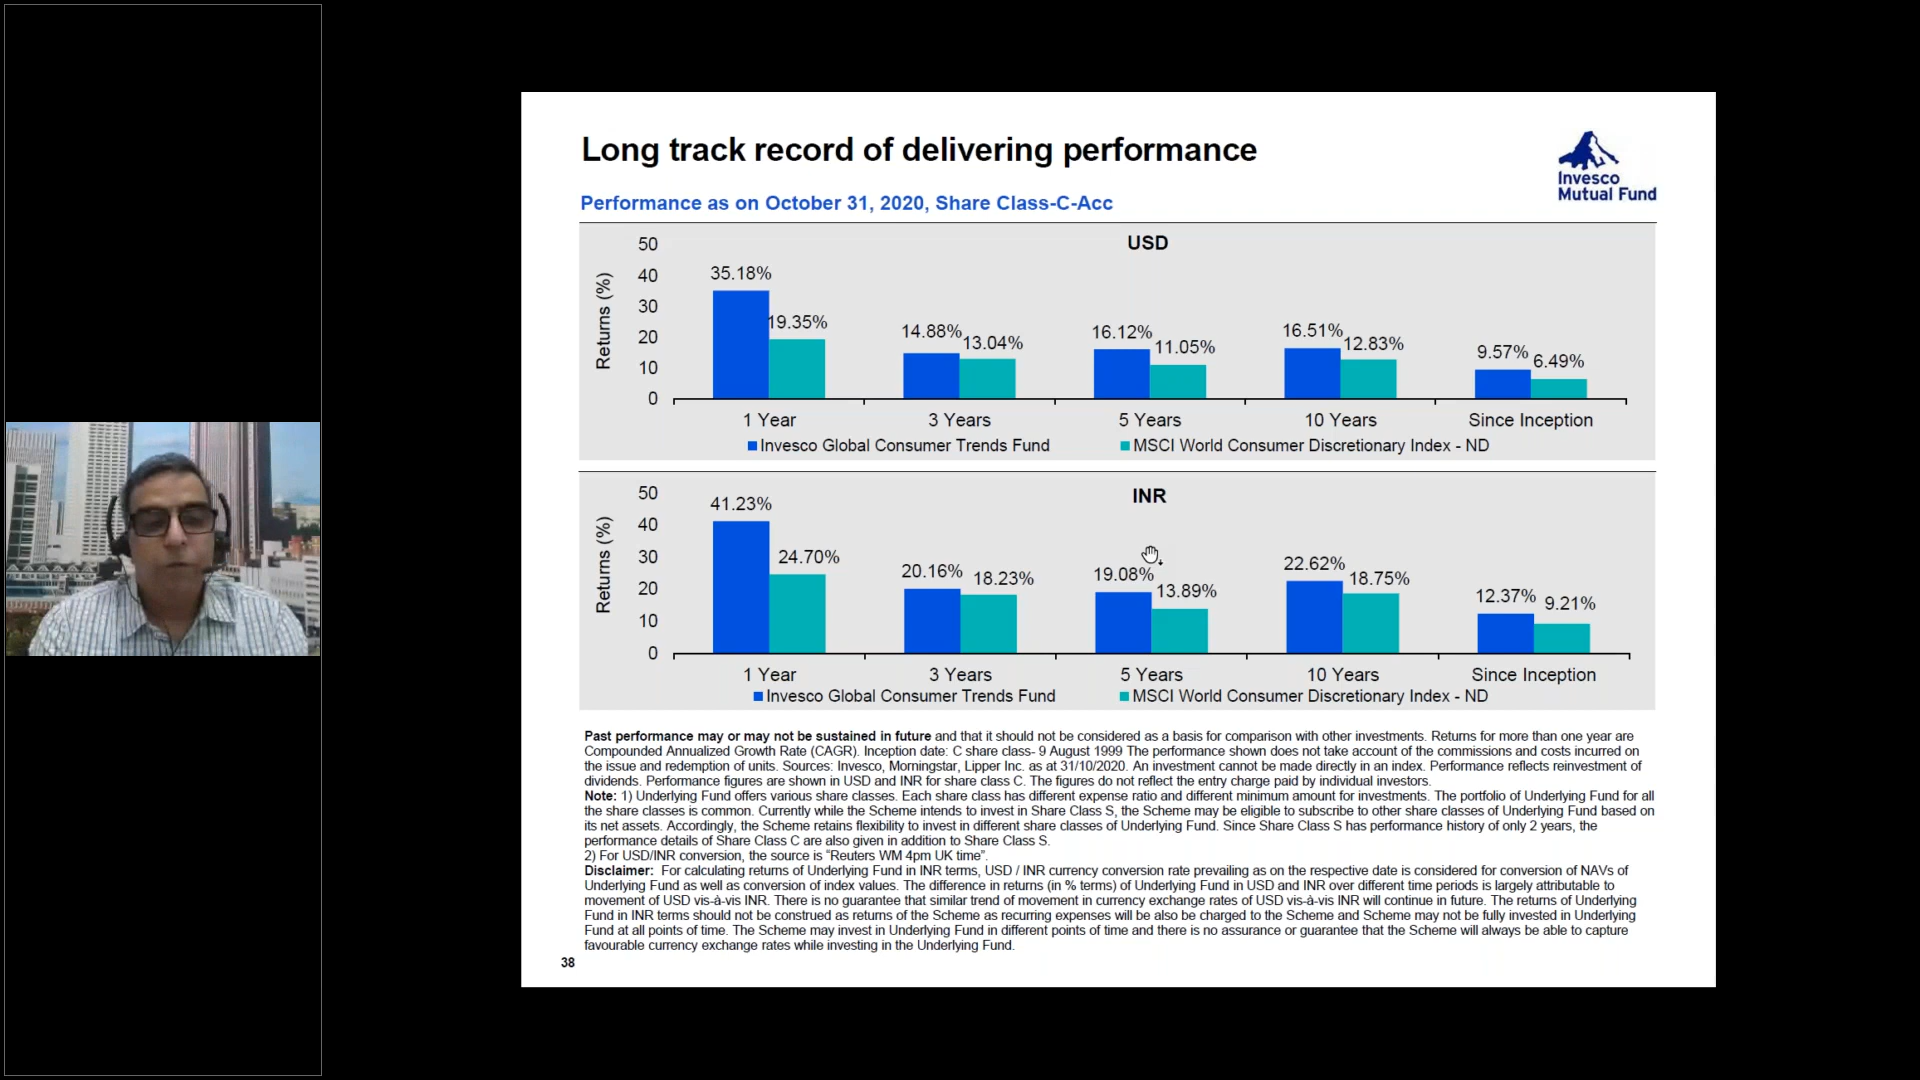 Long track record of delivering performance
Invesco
Mutual Fund
Performance as on October 31, 2020, Share Class-C-Acc
USD
Returns (%)
50
40
30
20
10
0
35.18%
19.35%
14.88%
13.04%
16.12%
11.05%
16.51%
12.83%
9.57%
6.49%
1 Year
3 Years
5 Years
10 Years
Since Inception
Invesco Global Consumer Trends Fund
MSCI World Consumer Discretionary Index - ND
INR
Returns (%)
50
40
30
20
10
0
41.23%
24.70%
20.16%
18.23%
19.08%
13.89%
22.62%
18.75%
12.37%
9.21%
1 Year
3 Years
5 Years
10 Years
Since Inception
Invesco Global Consumer Trends Fund
MSCI World Consumer Discretionary Index - ND
Past performance may or may not be sustained in future and that it should not be considered as a basis for comparison with other investments. Returns for more than one year are
Compounded Annualized Growth Rate (CAGR). Inception date: C share class- 9 August 1999 The performance shown does not take account of the commissions and costs incurred on
the issue and redemption of units. Sources: Invesco, Morningstar, Lipper Inc. as at 31/10/2020. An investment cannot be made directly in an index. Performance reflects reinvestment of
dividends. Performance figures are shown in USD and INR for share class C. The figures do not reflect the entry charge paid by individual investors.
Note: 1) Underlying Fund offers various share classes. Each share class has different expense ratio and different minimum amount for investments. The portfolio of Underlying Fund for all
the share classes is common. Currently while the Scheme intends to invest in Share Class S, the Scheme may be eligible to subscribe to other share classes of Underlying Fund based on
its net assets. Accordingly, the Scheme retains flexibility to invest in different share classes of Underlying Fund. Since Share Class S has performance history of only 2 years, the
performance details of Share Class C are also given in addition to Share Class S.
2) For USD/INR conversion, the source is “Reuters WM 4pm UK time”.
Disclaimer: For calculating returns of Underlying Fund in INR terms, USD / INR currency conversion rate prevailing as on the respective date is considered for conversion of NAVs of
Underlying Fund as well as conversion of index values. The difference in returns (in % terms) of Underlying Fund in USD and INR over different time periods is largely attributable to
movement of USD vis-à-vis INR. There is no guarantee that similar trend of movement in currency exchange rates of USD vis-à-vis INR will continue in future. The returns of Underlying
Fund in INR terms should not be construed as returns of the Scheme as recurring expenses will be also be charged to the Scheme and Scheme may not be fully invested in Underlying
Fund at all points of time. The Scheme may invest in Underlying Fund in different points of time and there is no assurance or guarantee that the Scheme will always be able to capture
favourable currency exchange rates while investing in the Underlying Fund.
38